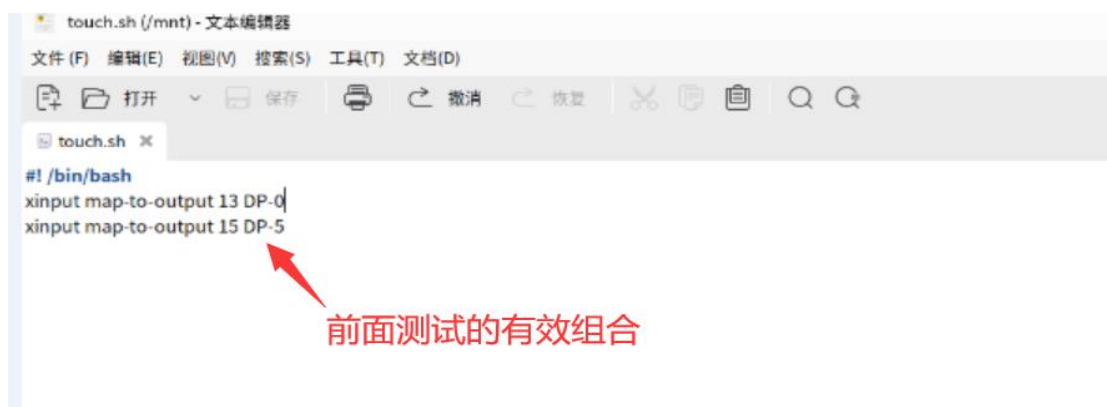 touch.sh (/mnt) - 文本编辑器
文件 (F) 编辑(E) 视图(V) 搜索(S) 工具(T) 文档(D)
打开 保存 撤消 恢复
touch.sh
#! /bin/bash
xinput map-to-output 13 DP-0
xinput map-to-output 15 DP-5
前面测试的有效组合